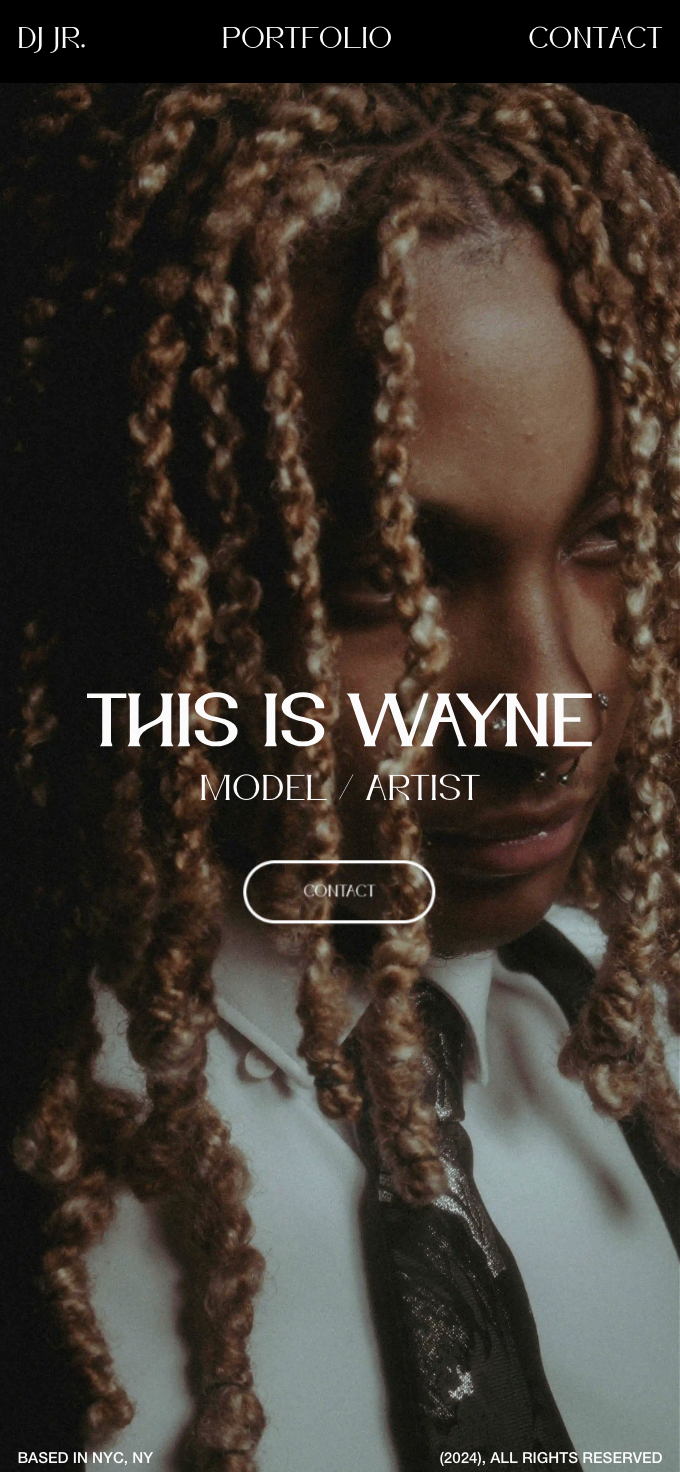 DJ JR.
PORTFOLIO
CONTACT
THIS IS WAYNE
MODEL / ARTIST
CONTACT
BASED IN NYC, NY
(2024), ALL RIGHTS RESERVED